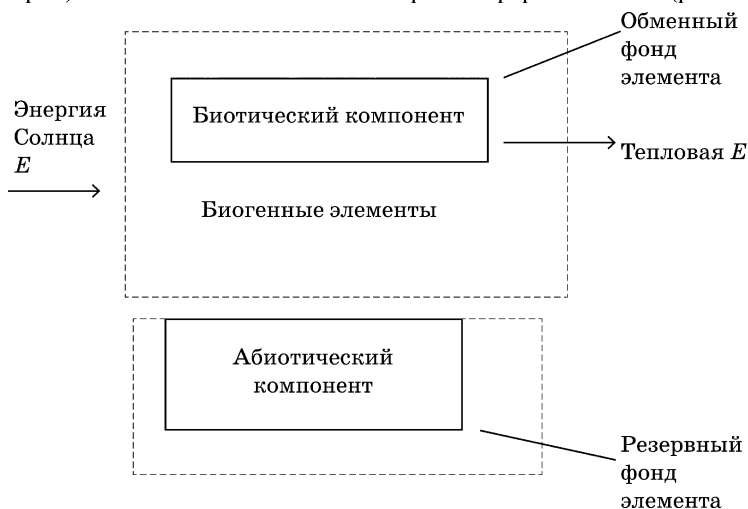 Обменный
фонд
элемента
Энергия
Солнца
E
Биотический компонент
Тепловая E
Биогенные элементы
Абиотический
компонент
Резервный
фонд
элемента